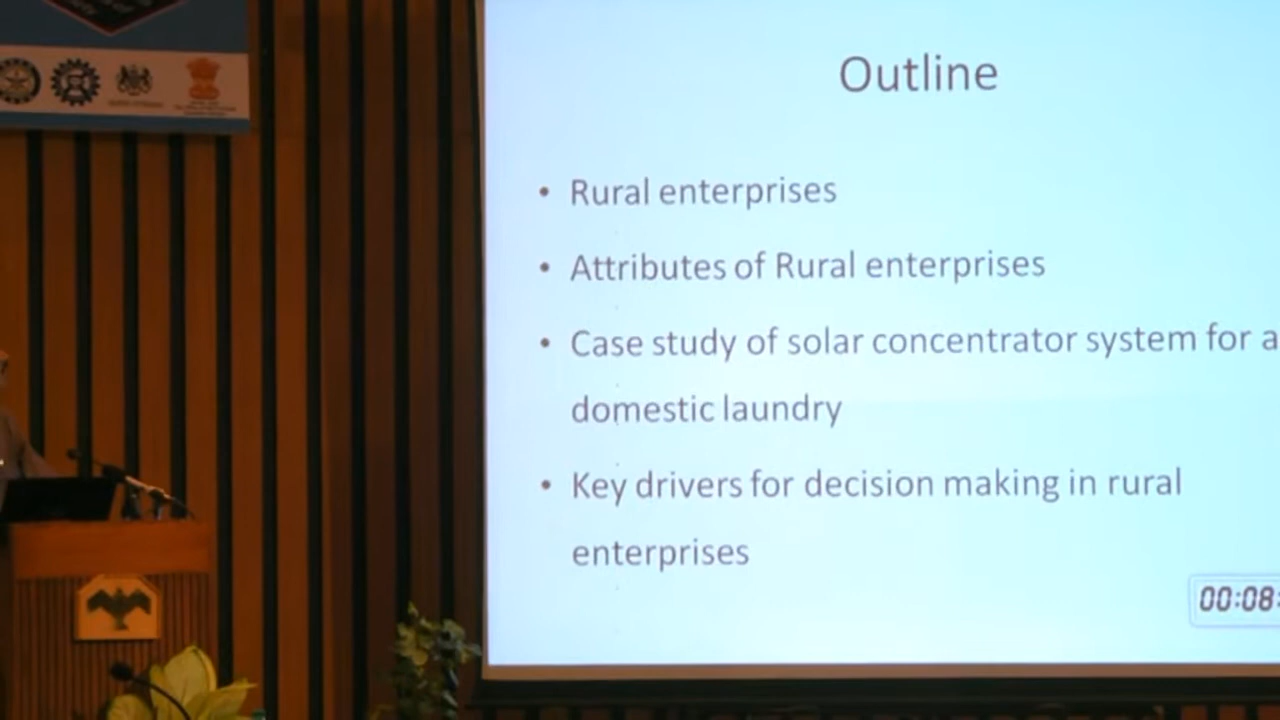 Outline
• Rural enterprises
• Attributes of Rural enterprises
• Case study of solar concentrator system for a
domestic laundry
• Key drivers for decision making in rural
enterprises
00:08: